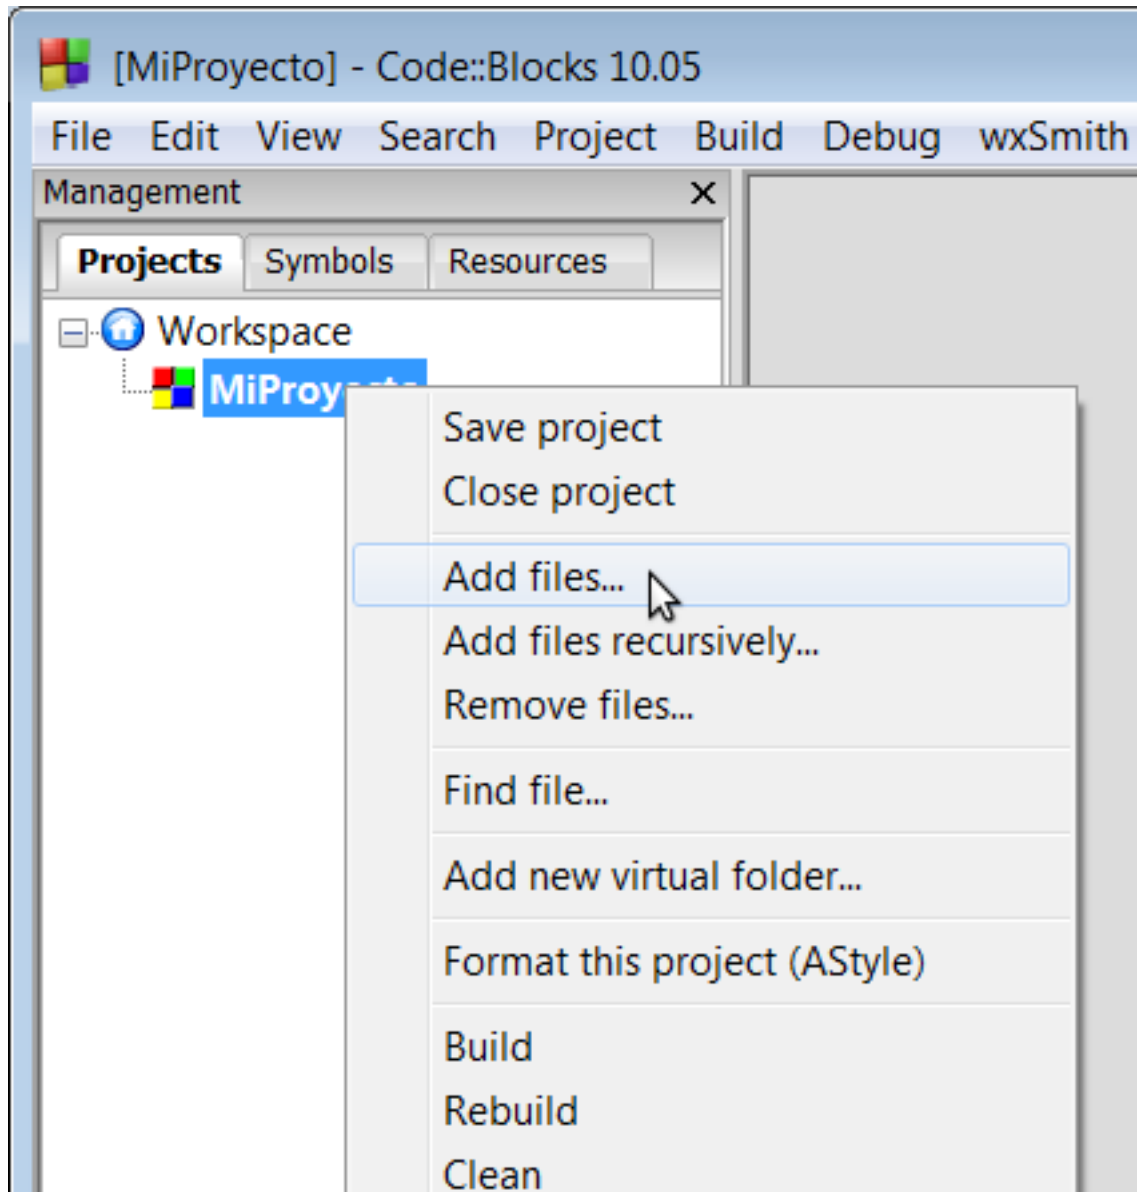 [MiProyecto] - Code::Blocks 10.05
File Edit View Search Project Build Debug wxSmith
Management
Projects Symbols Resources
Workspace
MiProyecto
Save project
Close project
Add files...
Add files recursively...
Remove files...
Find file...
Add new virtual folder...
Format this project (AStyle)
Build
Rebuild
Clean